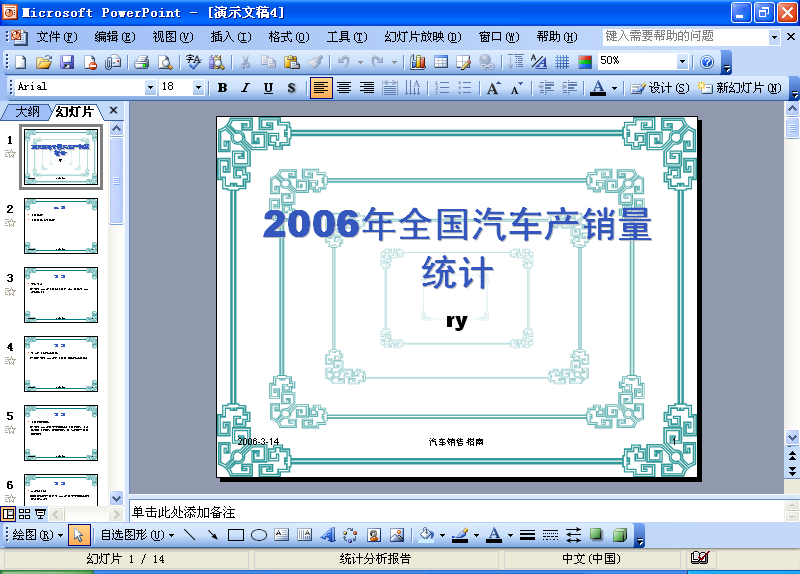 Microsoft PowerPoint - [演示文稿4]
文件(F) 编辑(E) 视图(V) 插入(I) 格式(O) 工具(T) 幻灯片放映(D) 窗口(W) 帮助(H) 键入需要帮助的问题
50%
Arial 18 B I U S A A A 设计(S) 新幻灯片(N)
大纲 幻灯片
1
2
3
4
5
6
2006年全国汽车产销量
统计
ry
2006-3-14 汽车销售 指南 1
单击此处添加备注
绘图(R) 自选图形(U)
幻灯片 1 / 14 统计分析报告 中文(中国)